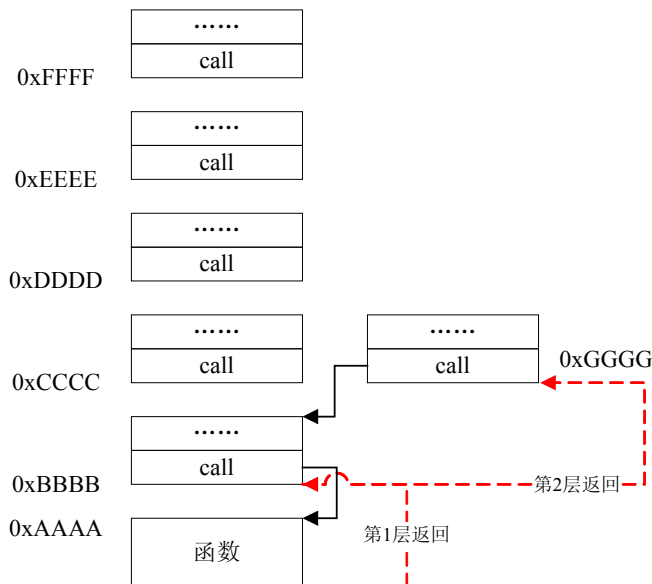 ……
call
0xFFFF
……
call
0xEEEE
……
call
0xDDDD
……
call
0xCCCC
……
call
0xGGGG
……
call
0xBBBB
第2层返回
0xAAAA
函数
第1层返回